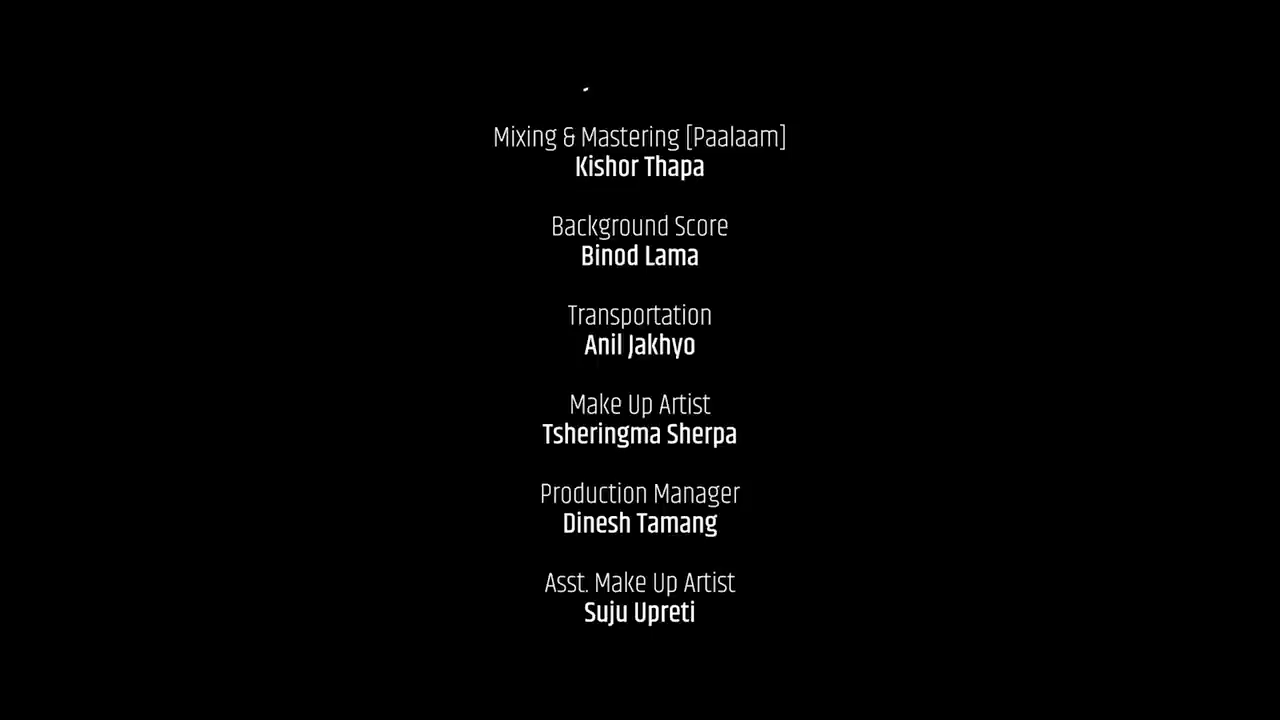 Mixing & Mastering [Paalaam]
Kishor Thapa
Background Score
Binod Lama
Transportation
Anil Jakhyo
Make Up Artist
Tsheringma Sherpa
Production Manager
Dinesh Tamang
Asst. Make Up Artist
Suju Upreti